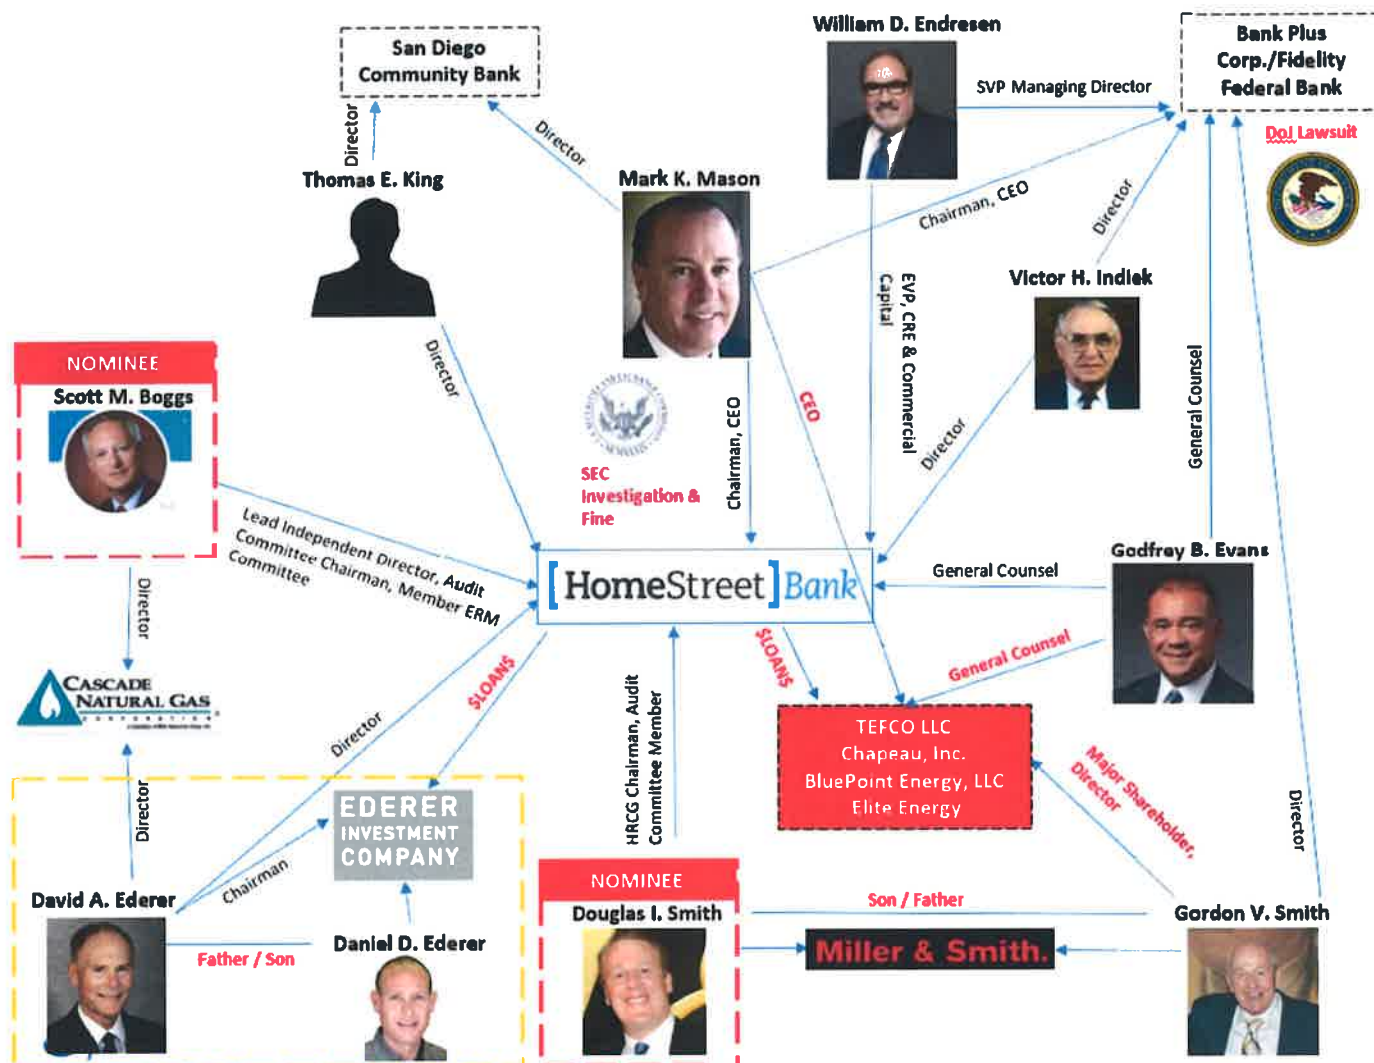 San Diego
Community Bank
William D. Endresen
Bank Plus
Corp./Fidelity
Federal Bank
SVP Managing Director
DoJ Lawsuit
Director
Director
Thomas E. King
Mark K. Mason
Chairman, CEO
Director
Victor H. Indiek
EVP, CRE & Commercial
Capital
General Counsel
Director
NOMINEE
Scott M. Boggs
CEO
Chairman, CEO
Director
SEC
Investigation &
Fine
Lead Independent Director, Audit
Committee Chairman, Member ERM
Committee
[HomeStreet] Bank
General Counsel
Godfrey B. Evans
Director
CASCADE
NATURAL GAS
CORPORATION
$LOAN$
$LOAN$
General Counsel
HRCG Chairman, Audit
Committee Member
TEFCO LLC
Chapeau, Inc.
BluePoint Energy, LLC
Elite Energy
Director
Director
Major Shareholder,
Director
Director
EDERER
INVESTMENT
COMPANY
Chairman
NOMINEE
David A. Ederer
Daniel D. Ederer
Father / Son
Douglas I. Smith
Son / Father
Gordon V. Smith
Miller & Smith.